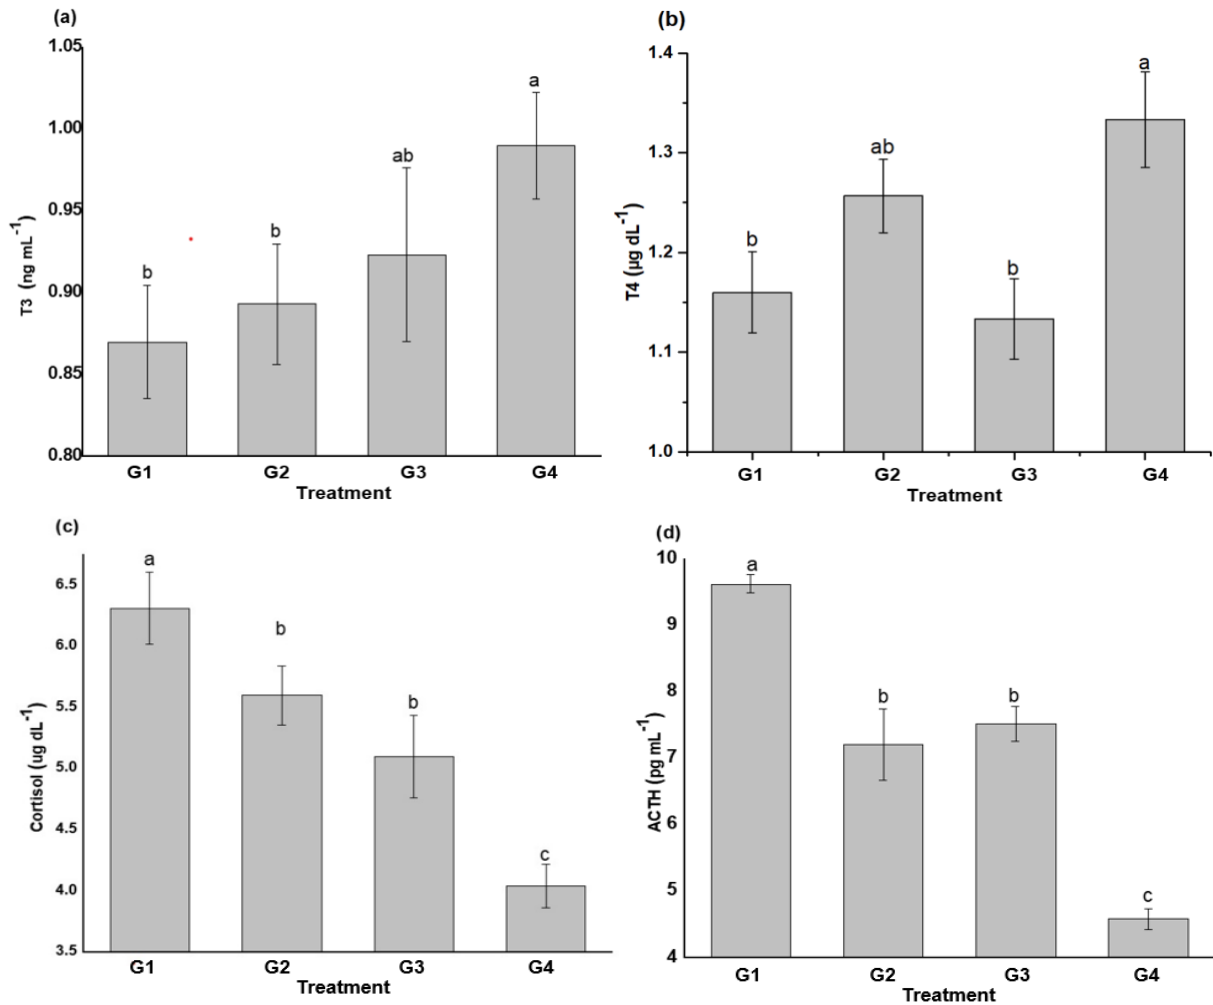 (a)
1.05
1.00
0.95
0.90
0.85
0.80
T3 (ng mL⁻¹)
b
b
ab
a
G1 G2 G3 G4
Treatment
(b)
1.4
1.3
1.2
1.1
1.0
T4 (µg dL⁻¹)
b
ab
b
a
G1 G2 G3 G4
Treatment
(c)
6.5
6.0
5.5
5.0
4.5
4.0
3.5
Cortisol (ug dL⁻¹)
a
b
b
c
G1 G2 G3 G4
Treatment
(d)
10
9
8
7
6
5
4
ACTH (pg mL⁻¹)
a
b
b
c
G1 G2 G3 G4
Treatment